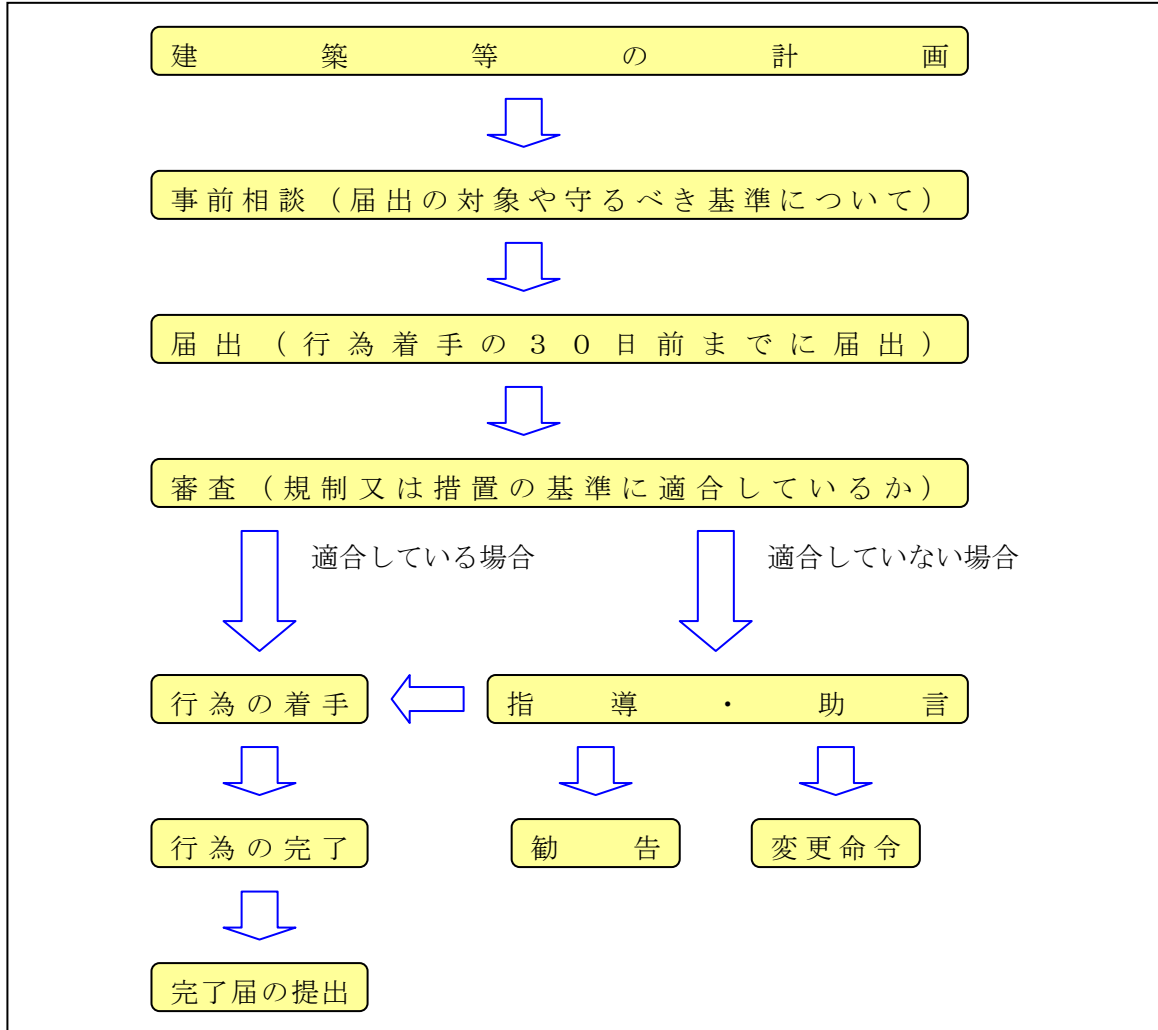 建築等の計画
事前相談（届出の対象や守るべき基準について）
届出（行為着手の３０日前までに届出）
審査（規制又は措置の基準に適合しているか）
適合している場合
適合していない場合
行為の着手
指導・助言
行為の完了
勧告
変更命令
完了届の提出